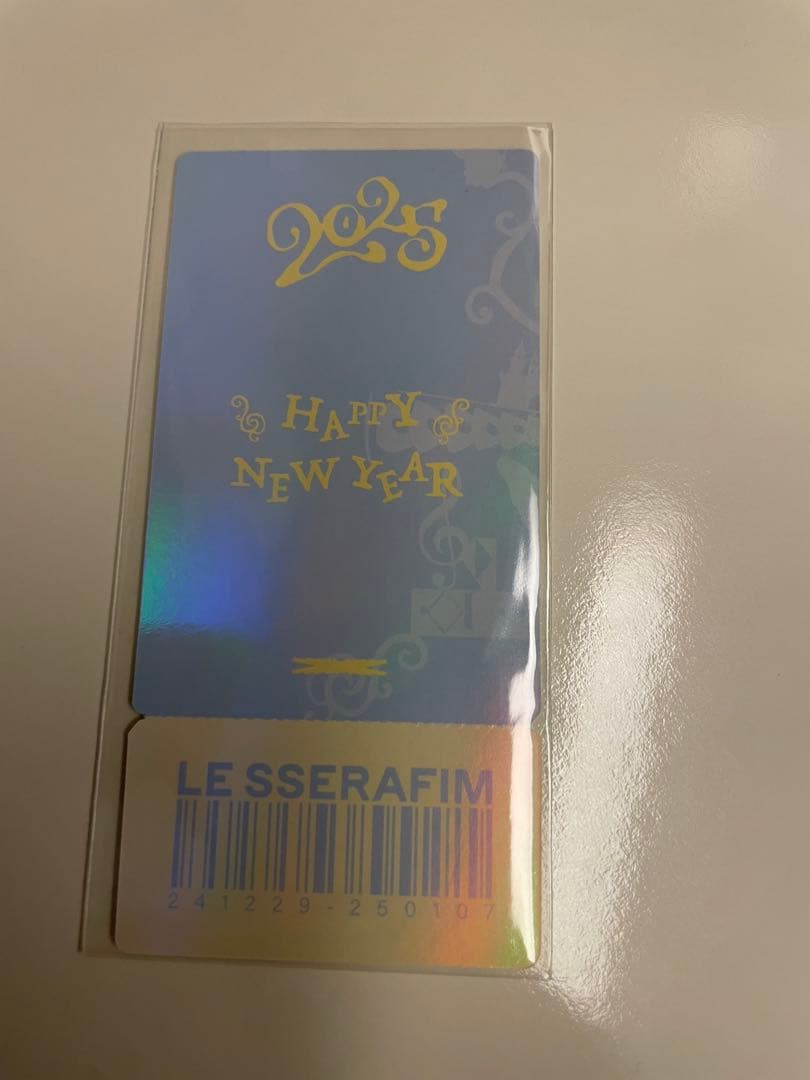 2025
HAPPY
NEW YEAR
LE SSERAFIM
241229-250107